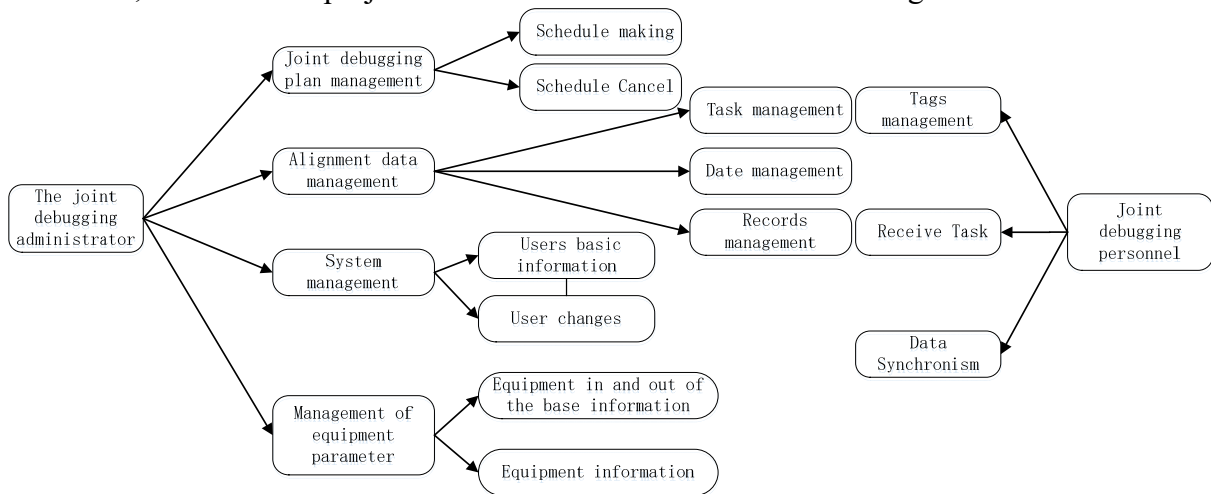 The joint
debugging
administrator
Joint debugging
plan management
Schedule making
Schedule Cancel
Alignment data
management
Task management
Date management
Records
management
System
management
Users basic
information
User changes
Management of
equipment
parameter
Equipment in and out of
the base information
Equipment information
Tags
management
Receive Task
Data
Synchronism
Joint
debugging
personnel